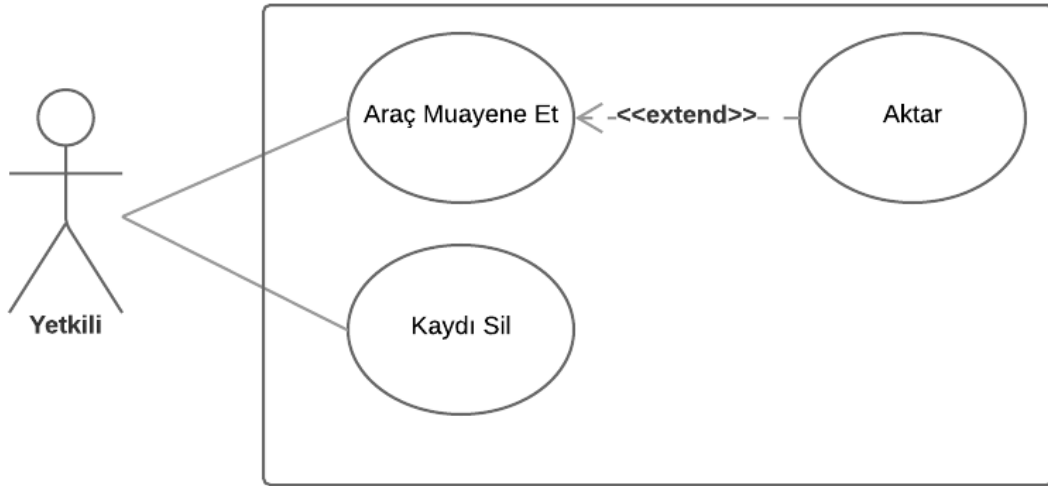 Araç Muayene Et
<<extend>>
Aktar
Yetkili
Kaydı Sil